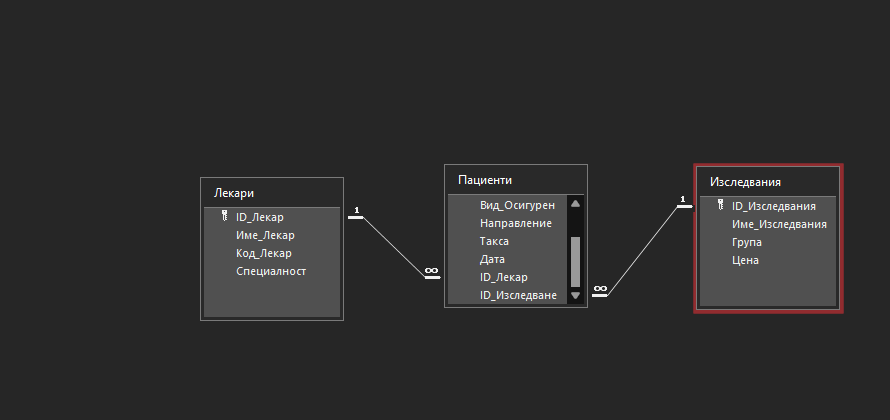 Лекари
ID_Лекар
Име_Лекар
Код_Лекар
Специалност
1
∞
Пациенти
Вид_Осигурен
Направление
Такса
Дата
ID_Лекар
ID_Изследване
∞
1
Изследвания
ID_Изследвания
Име_Изследвания
Група
Цена